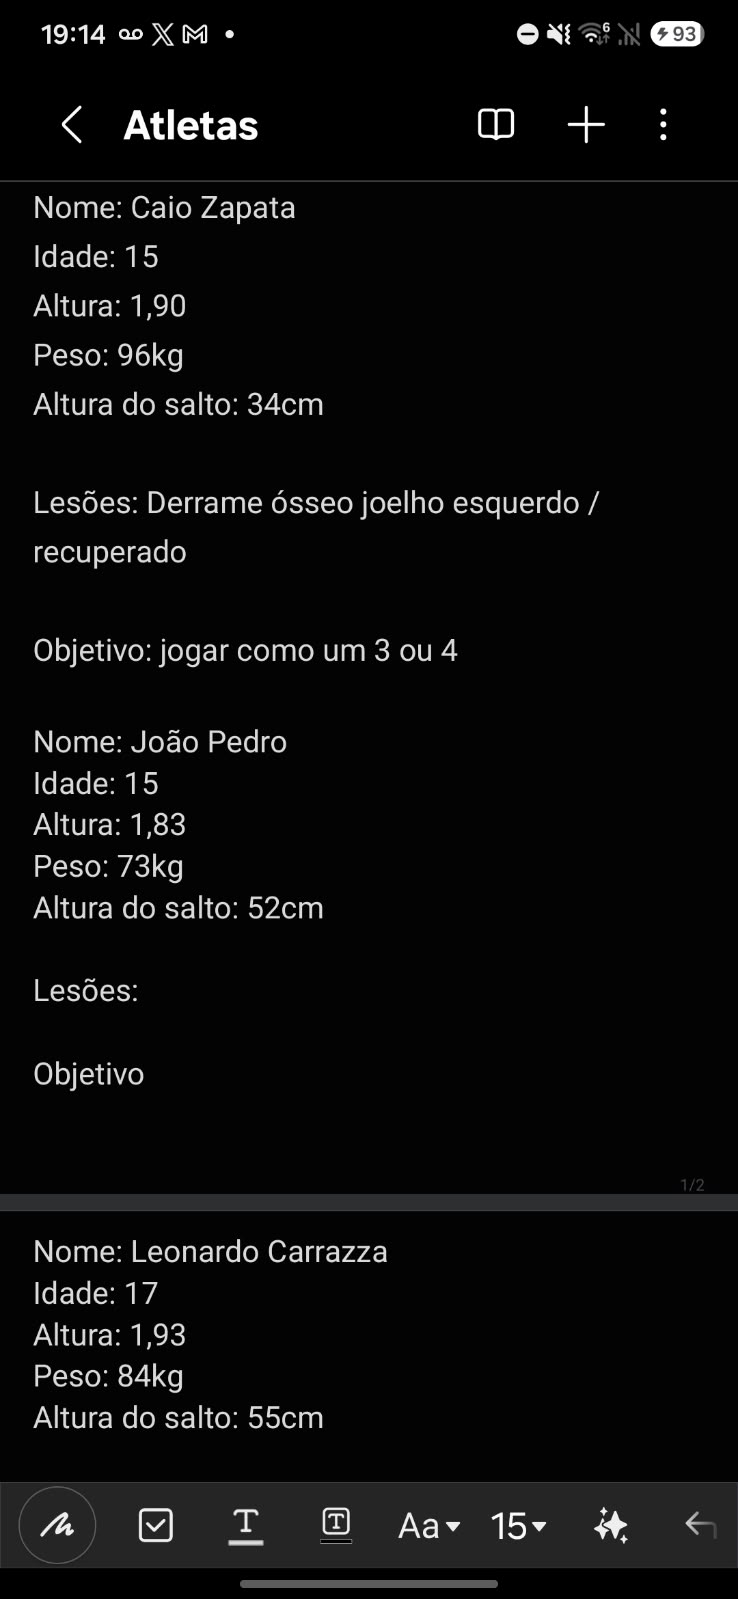 19:14
6
93
Atletas
Nome: Caio Zapata
Idade: 15
Altura: 1,90
Peso: 96kg
Altura do salto: 34cm
Lesões: Derrame ósseo joelho esquerdo /
recuperado
Objetivo: jogar como um 3 ou 4
Nome: João Pedro
Idade: 15
Altura: 1,83
Peso: 73kg
Altura do salto: 52cm
Lesões:
Objetivo
1/2
Nome: Leonardo Carrazza
Idade: 17
Altura: 1,93
Peso: 84kg
Altura do salto: 55cm
T T Aa 15